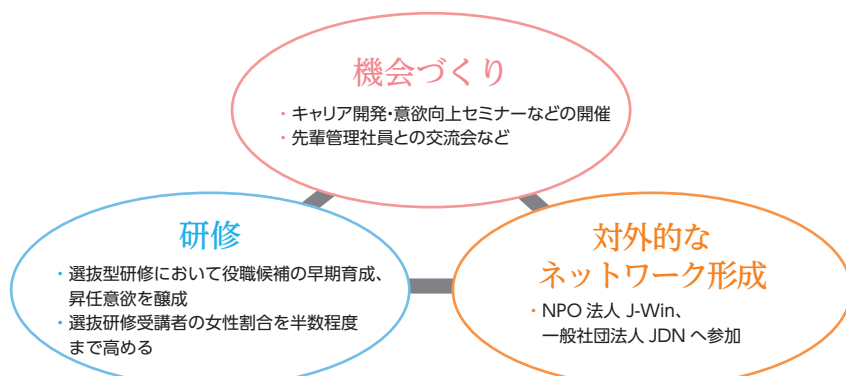 機会づくり
・キャリア開発・意欲向上セミナーなどの開催
・先輩管理社員との交流会など
研修
・選抜型研修において役職候補の早期育成、
昇任意欲を醸成
・選抜研修受講者の女性割合を半数程度
まで高める
対外的な
ネットワーク形成
・NPO 法人 J-Win、
一般社団法人 JDN へ参加